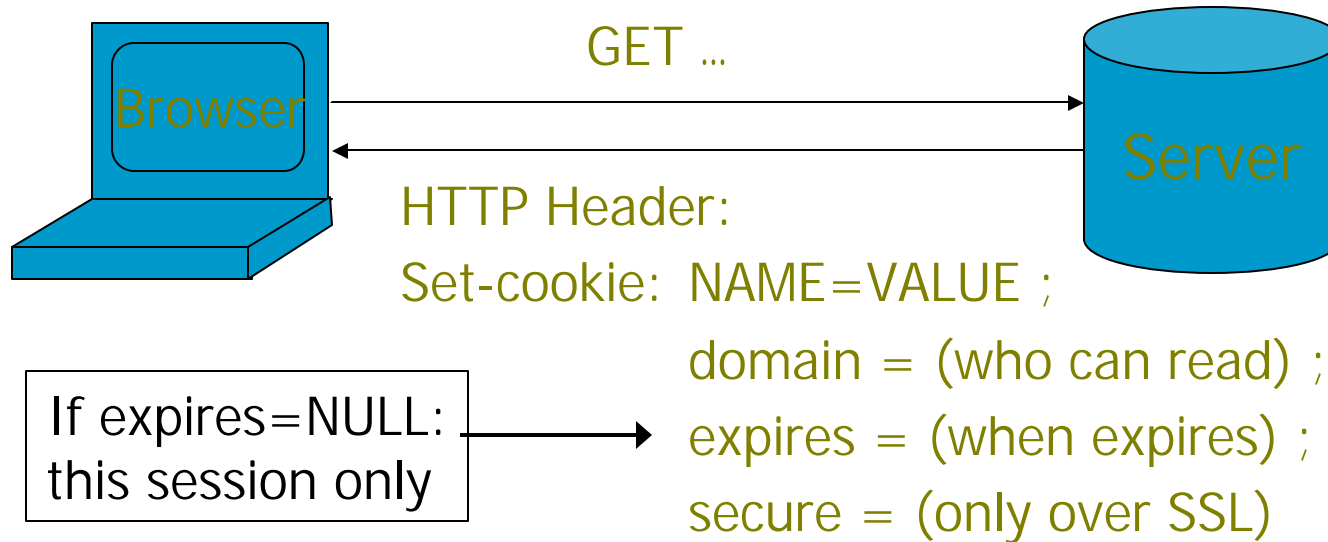 GET ...
Browser
Server
HTTP Header:
Set-cookie: NAME=VALUE ;
domain = (who can read) ;
If expires=NULL:
this session only
expires = (when expires) ;
secure = (only over SSL)